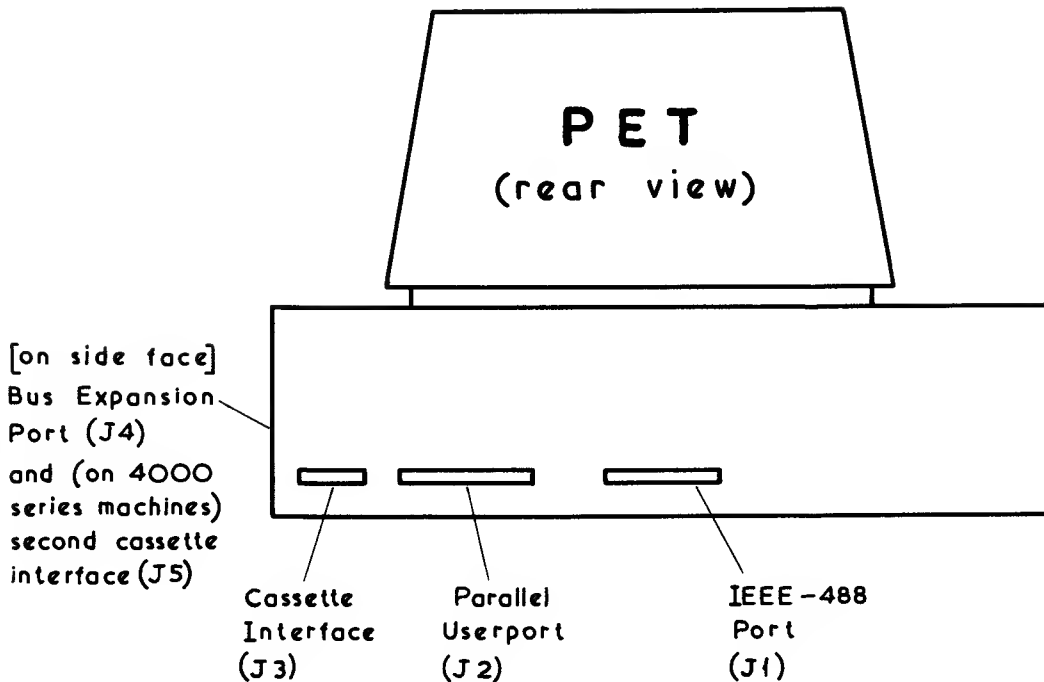 PET
(rear view)
[on side face]
Bus Expansion
Port (J4)
and (on 4000
series machines)
second cassette
interface (J5)
Cassette
Interface
(J3)
Parallel
Userport
(J2)
IEEE-488
Port
(J1)